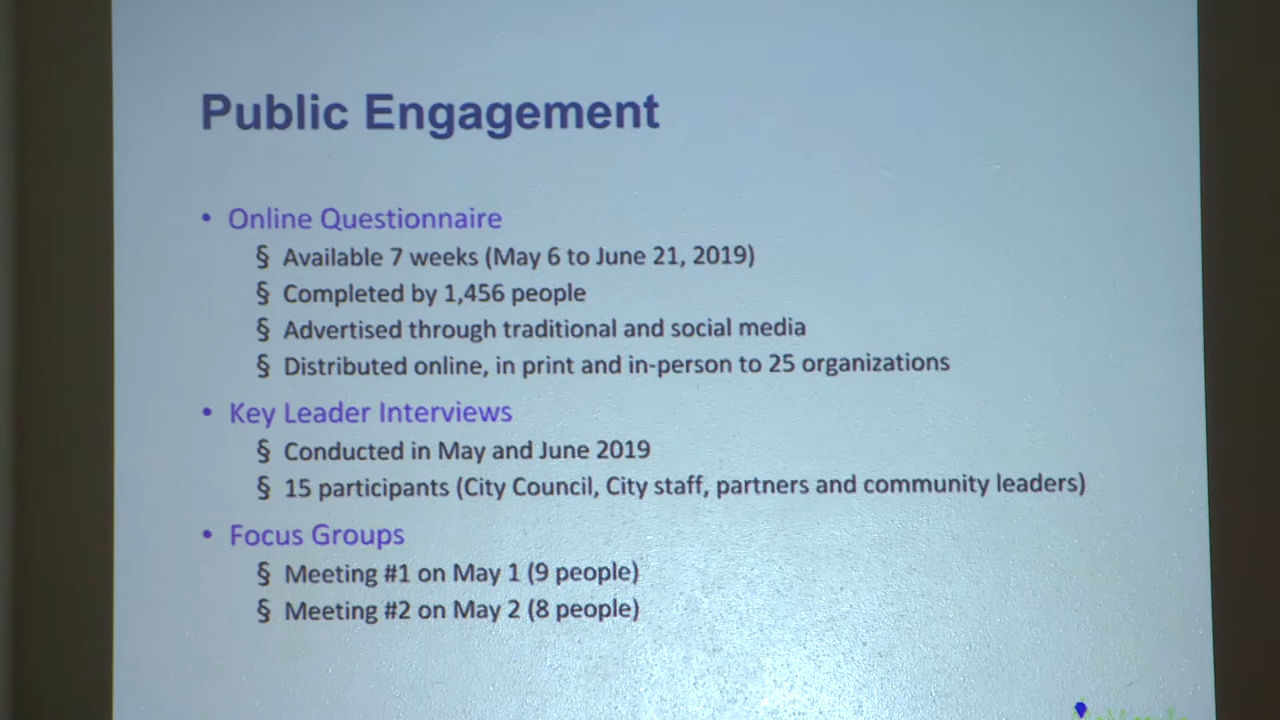 Public Engagement
• Online Questionnaire
§ Available 7 weeks (May 6 to June 21, 2019)
§ Completed by 1,456 people
§ Advertised through traditional and social media
§ Distributed online, in print and in-person to 25 organizations
• Key Leader Interviews
§ Conducted in May and June 2019
§ 15 participants (City Council, City staff, partners and community leaders)
• Focus Groups
§ Meeting #1 on May 1 (9 people)
§ Meeting #2 on May 2 (8 people)